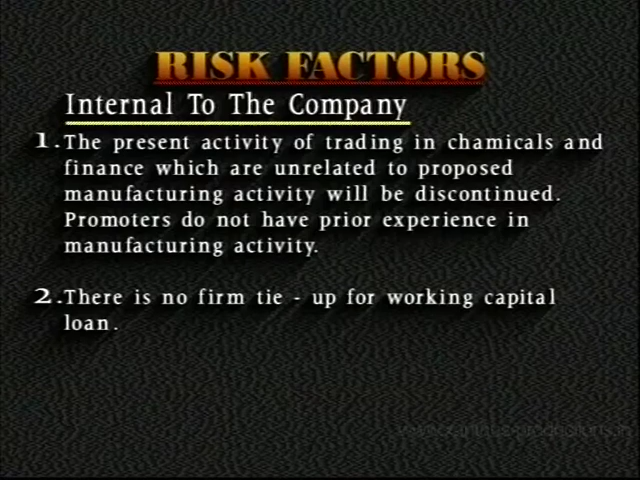 RISK FACTORS
Internal To The Company
1. The present activity of trading in chamicals and
finance which are unrelated to proposed
manufacturing activity will be discontinued.
Promoters do not have prior experience in
manufacturing activity.
2. There is no firm tie - up for working capital
loan.